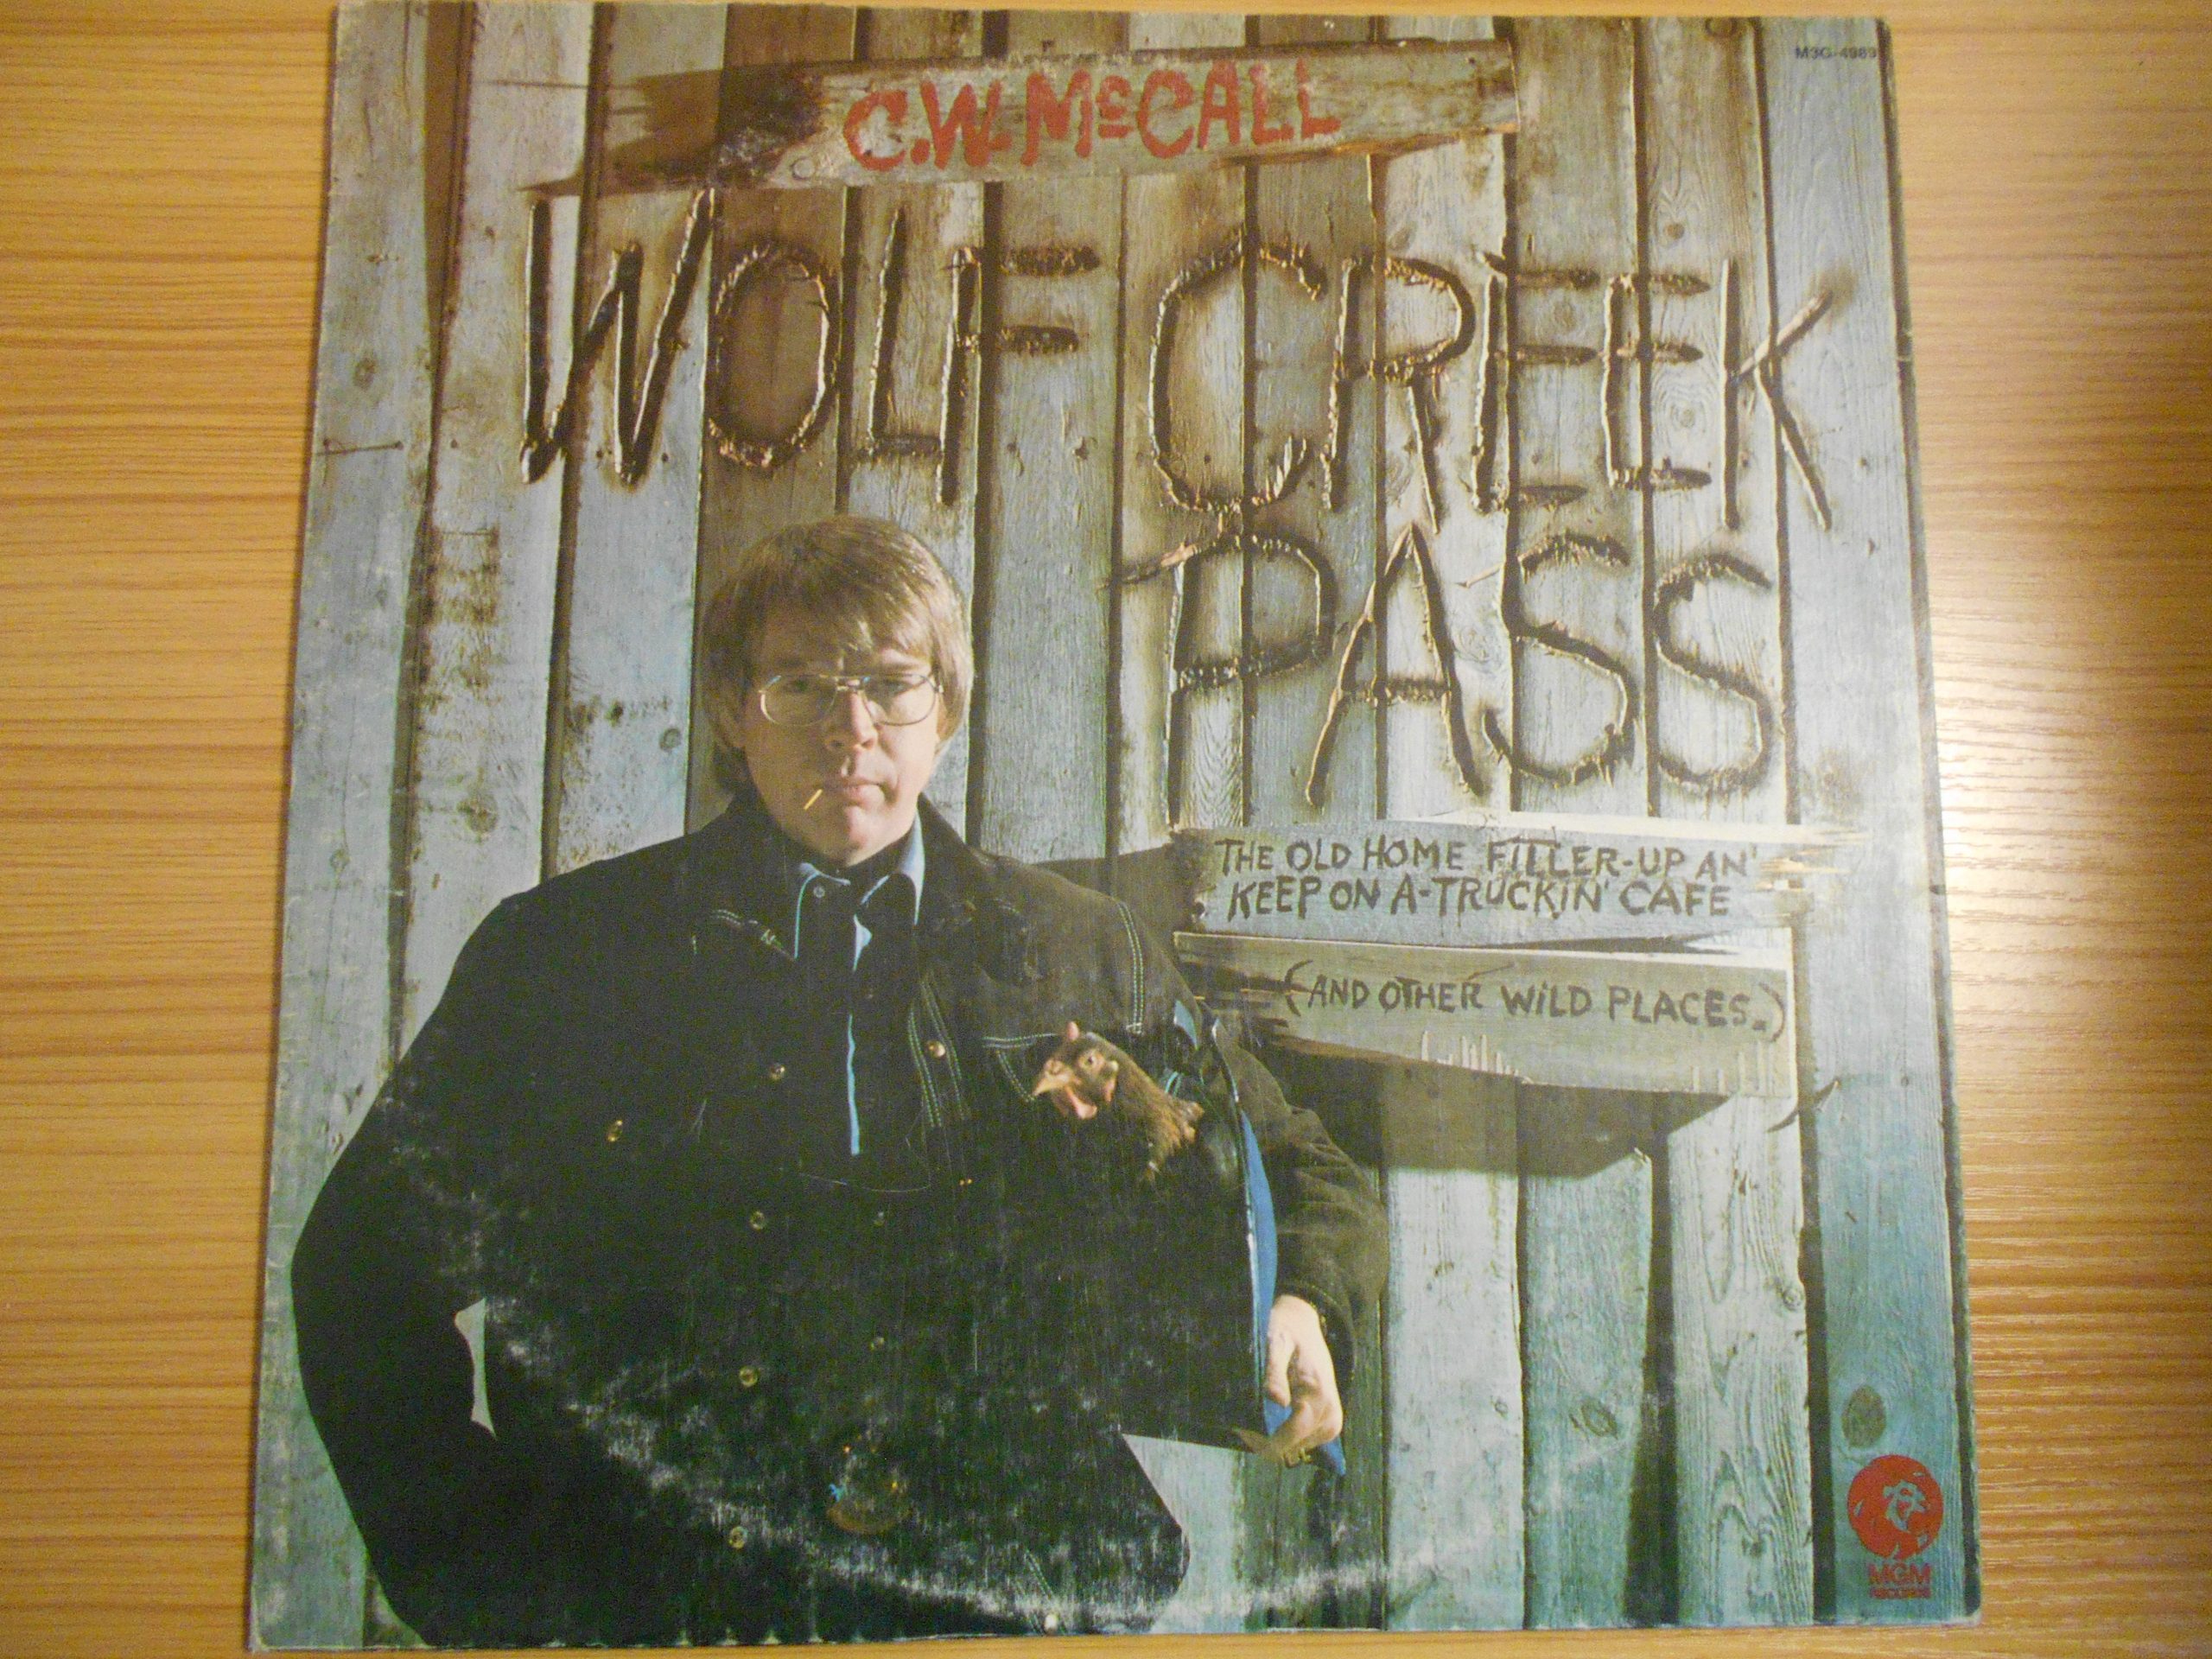 M3G-4989
C.W. McCALL
WOLF CREEK
PASS
THE OLD HOME FILLER-UP AN'
KEEP ON A-TRUCKIN' CAFE
(AND OTHER WILD PLACES.)
MGM
RECORDS